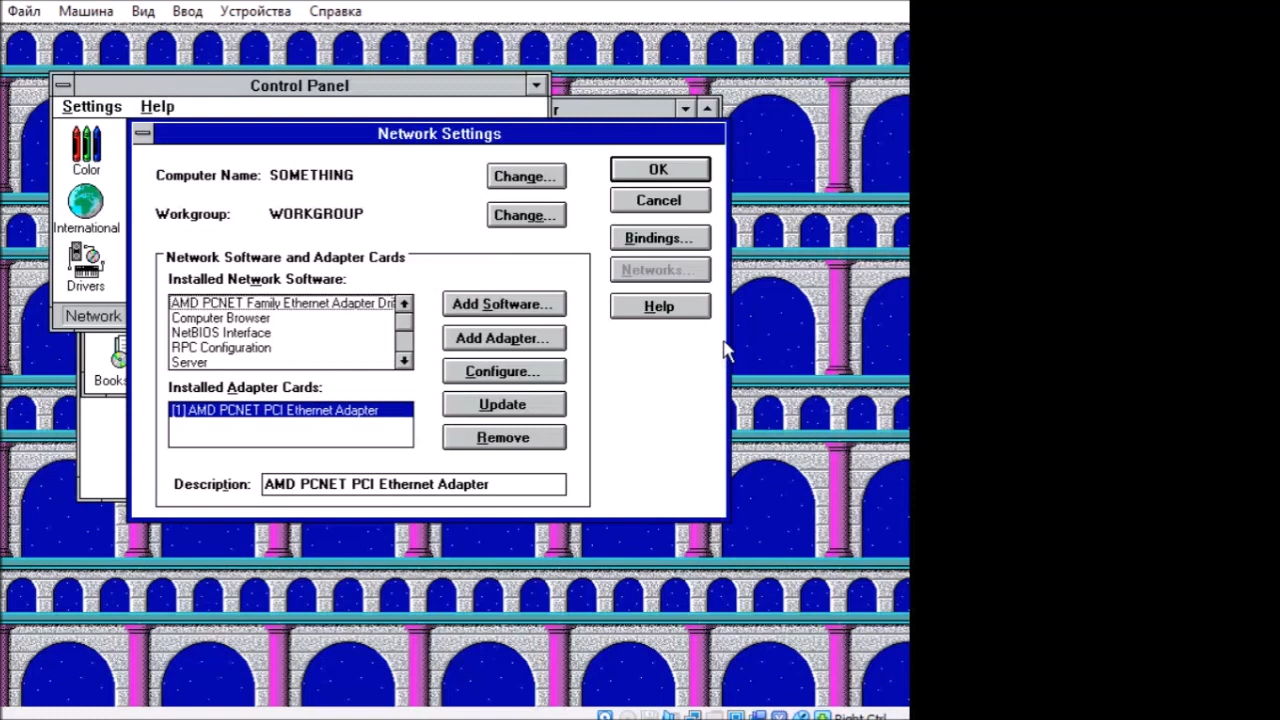 Файл Машина Вид Ввод Устройства Справка
Control Panel
Settings Help
r
Network Settings
Color
International
Drivers
Network
Books
Computer Name: SOMETHING
Change...
OK
Cancel
Workgroup: WORKGROUP
Change...
Bindings...
Network Software and Adapter Cards
Installed Network Software:
Networks...
AMD PCNET Family Ethernet Adapter Dri
Computer Browser
NetBIOS Interface
RPC Configuration
Server
Add Software...
Help
Add Adapter...
Configure...
Installed Adapter Cards:
[1] AMD PCNET PCI Ethernet Adapter
Update
Remove
Description: AMD PCNET PCI Ethernet Adapter
Right Ctrl